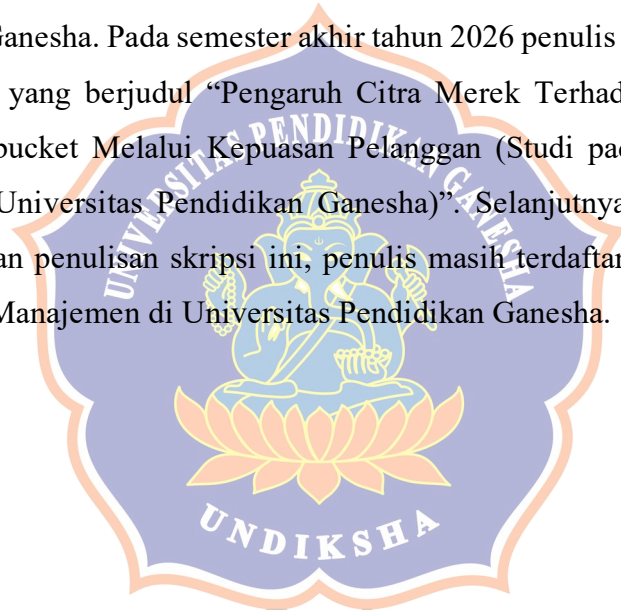 Ganesha. Pada semester akhir tahun 2026 penulis
yang berjudul “Pengaruh Citra Merek Terhad
bucket Melalui Kepuasan Pelanggan (Studi pad
Universitas Pendidikan Ganesha)”. Selanjutnya
an penulisan skripsi ini, penulis masih terdaftar
Manajemen di Universitas Pendidikan Ganesha.
UNIVERSITAS PENDIDIKAN GANESHA
UNDIKSHA